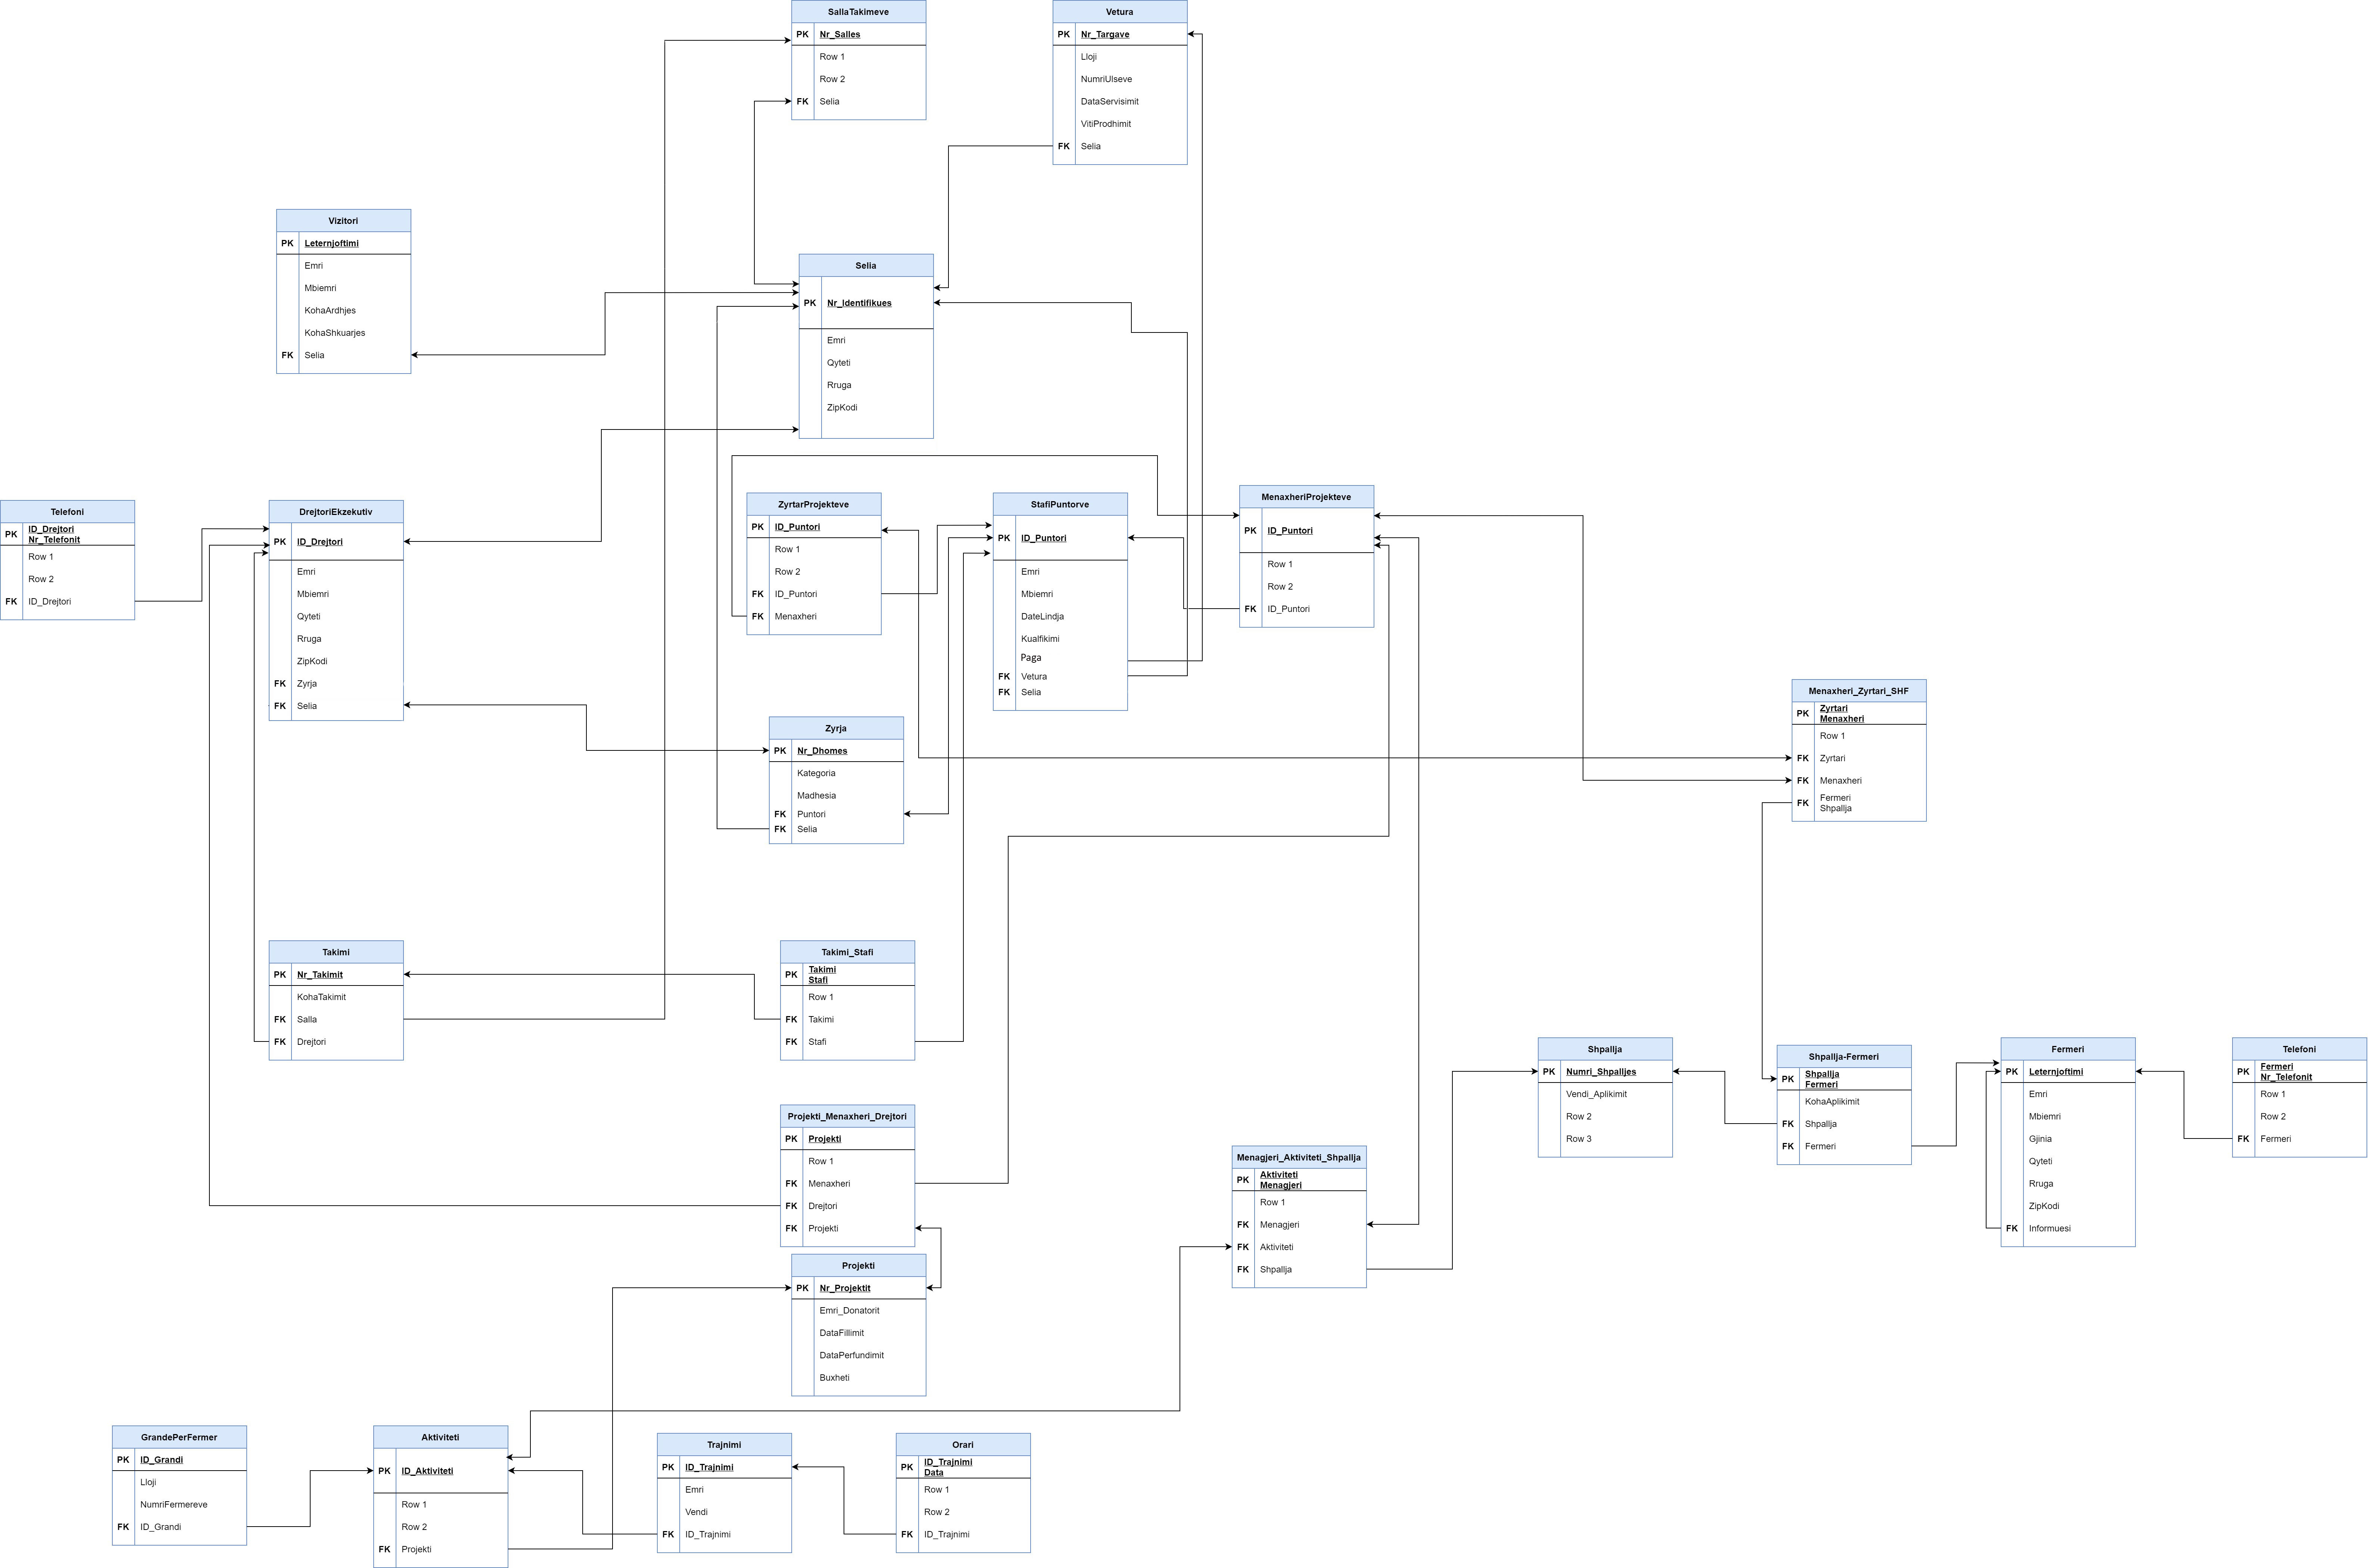 SallaTakimeve
PK Nr_Salles
Row 1
Row 2
FK Selia
Vetura
PK Nr_Targave
Lloji
NumriUlseve
DataServisimit
VitiProdhimit
FK Selia
Vizitori
PK Leternjoftimi
Emri
Mbiemri
KohaArdhjes
KohaShkuarjes
FK Selia
Selia
PK Nr_Identifikues
Emri
Qyteti
Rruga
ZipKodi
Telefoni
PK ID_Drejtori
Nr_Telefonit
Row 1
Row 2
FK ID_Drejtori
DrejtoriEkzekutiv
PK ID_Drejtori
Emri
Mbiemri
Qyteti
Rruga
ZipKodi
FK Zyrja
FK Selia
ZyrtarProjekteve
PK ID_Puntori
Row 1
Row 2
FK ID_Puntori
FK Menaxheri
StafiPuntorve
PK ID_Puntori
Emri
Mbiemri
DateLindja
Kualfikimi
Paga
FK Vetura
FK Selia
MenaxheriProjekteve
PK ID_Puntori
Row 1
Row 2
FK ID_Puntori
Menaxheri_Zyrtari_SHF
PK Zyrtari
Menaxheri
Row 1
FK Zyrtari
FK Menaxheri
FK Fermeri
Shpallja
Zyrja
PK Nr_Dhomes
Kategoria
Madhesia
FK Puntori
FK Selia
Takimi
PK Nr_Takimit
KohaTakimit
FK Salla
FK Drejtori
Takimi_Stafi
PK Takimi
Stafi
Row 1
FK Takimi
FK Stafi
Shpallja
PK Numri_Shpalljes
Vendi_Aplikimit
Row 2
Row 3
Shpallja-Fermeri
PK Shpallja
Fermeri
KohaAplikimit
FK Shpallja
FK Fermeri
Fermeri
PK Leternjoftimi
Emri
Mbiemri
Gjinia
Qyteti
Rruga
ZipKodi
FK Informuesi
Telefoni
PK Fermeri
Nr_Telefonit
Row 1
Row 2
FK Fermeri
Projekti_Menaxheri_Drejtori
PK Projekti
Row 1
FK Menaxheri
FK Drejtori
FK Projekti
Menagjeri_Aktiviteti_Shpallja
PK Aktiviteti
Menagjeri
Row 1
FK Menagjeri
FK Aktiviteti
FK Shpallja
Projekti
PK Nr_Projektit
Emri_Donatorit
DataFillimit
DataPerfundimit
Buxheti
GrandePerFermer
PK ID_Grandi
Lloji
NumriFermereve
FK ID_Grandi
Aktiviteti
PK ID_Aktiviteti
Row 1
Row 2
FK Projekti
Trajnimi
PK ID_Trajnimi
Emri
Vendi
FK ID_Trajnimi
Orari
PK ID_Trajnimi
Data
Row 1
Row 2
FK ID_Trajnimi